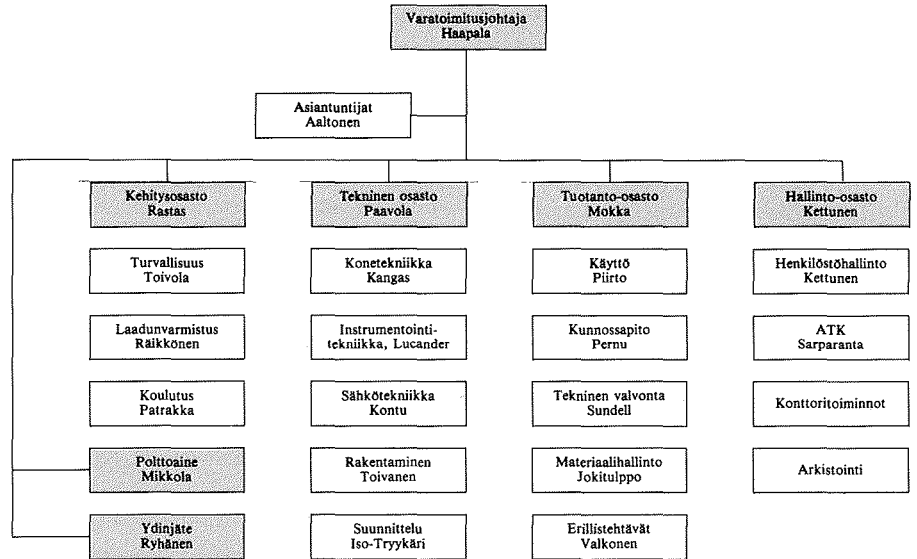 Varatoimitusjohtaja
Haapala
Asiantuntijat
Aaltonen
Kehitysosasto
Rastas
Turvallisuus
Toivola
Laadunvarmistus
Räikkönen
Koulutus
Patrakka
Polttoaine
Mikkola
Ydinjäte
Ryhänen
Tekninen osasto
Paavola
Konetekniikka
Kangas
Instrumentointi-
tekniikka, Lucander
Sähkötekniikka
Kontu
Rakentaminen
Toivanen
Suunnittelu
Iso-Tryykäri
Tuotanto-osasto
Mokka
Käyttö
Piirto
Kunnossapito
Pernu
Tekninen valvonta
Sundell
Materiaalihallinto
Jokitulppo
Erillistehtävät
Valkonen
Hallinto-osasto
Kettunen
Henkilöstöhallinto
Kettunen
ATK
Sarparanta
Konttoritoiminnot
Arkistointi